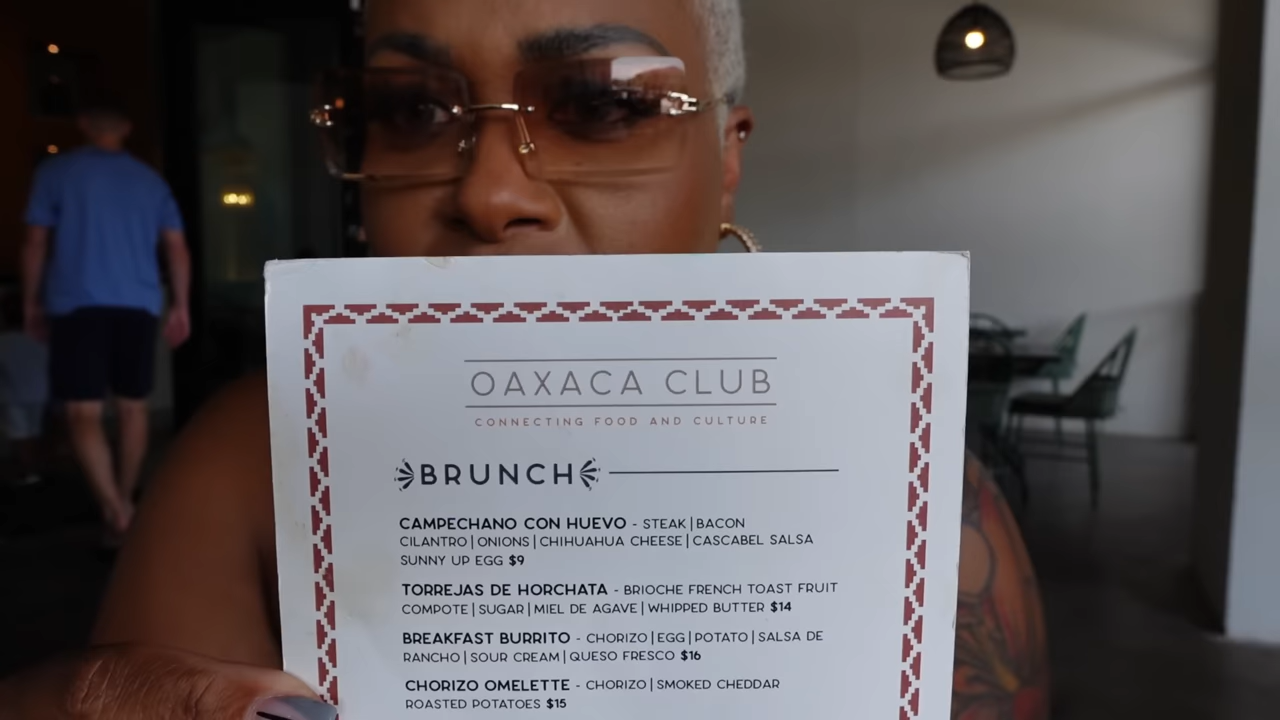 OAXACA CLUB
CONNECTING FOOD AND CULTURE
BRUNCH
CAMPECHANO CON HUEVO - STEAK|BACON
CILANTRO|ONIONS|CHIHUAHUA CHEESE|CASCABEL SALSA
SUNNY UP EGG $9
TORREJAS DE HORCHATA - BRIOCHE FRENCH TOAST FRUIT
COMPOTE|SUGAR|MIEL DE AGAVE|WHIPPED BUTTER $14
BREAKFAST BURRITO - CHORIZO|EGG|POTATO|SALSA DE
RANCHO|SOUR CREAM|QUESO FRESCO $16
CHORIZO OMELETTE - CHORIZO|SMOKED CHEDDAR
ROASTED POTATOES $15